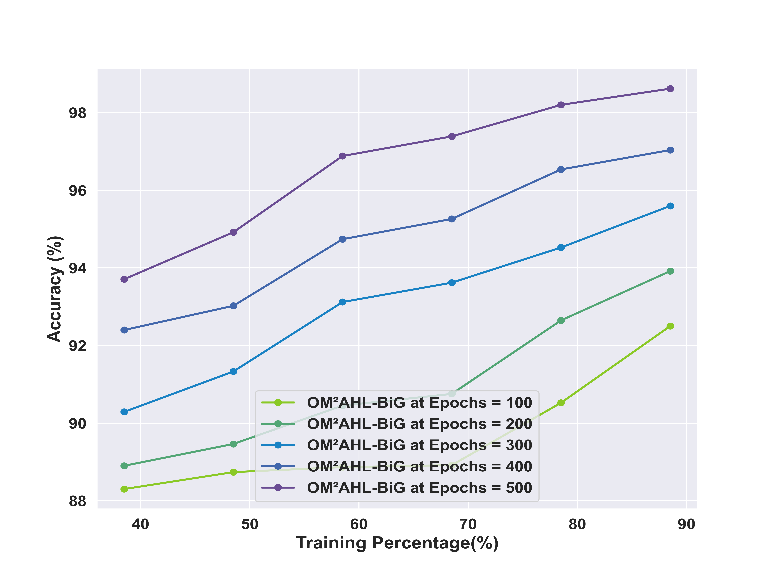 98
96
94
92
90
88
Accuracy (%)
OM²AHL-BiG at Epochs = 100
OM²AHL-BiG at Epochs = 200
OM²AHL-BiG at Epochs = 300
OM²AHL-BiG at Epochs = 400
OM²AHL-BiG at Epochs = 500
40 50 60 70 80 90
Training Percentage(%)